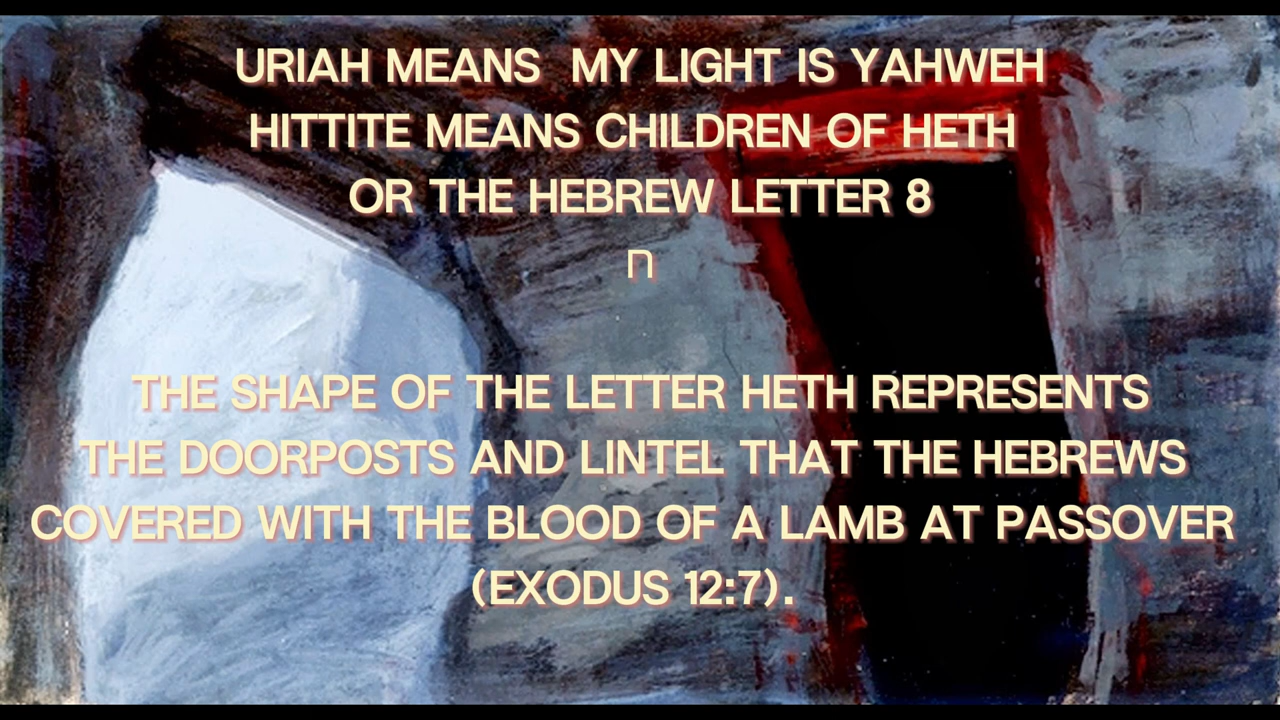 URIAH MEANS  MY LIGHT IS YAHWEH
HITTITE MEANS CHILDREN OF HETH
OR THE HEBREW LETTER 8
ח
THE SHAPE OF THE LETTER HETH REPRESENTS
THE DOORPOSTS AND LINTEL THAT THE HEBREWS
COVERED WITH THE BLOOD OF A LAMB AT PASSOVER
(EXODUS 12:7).